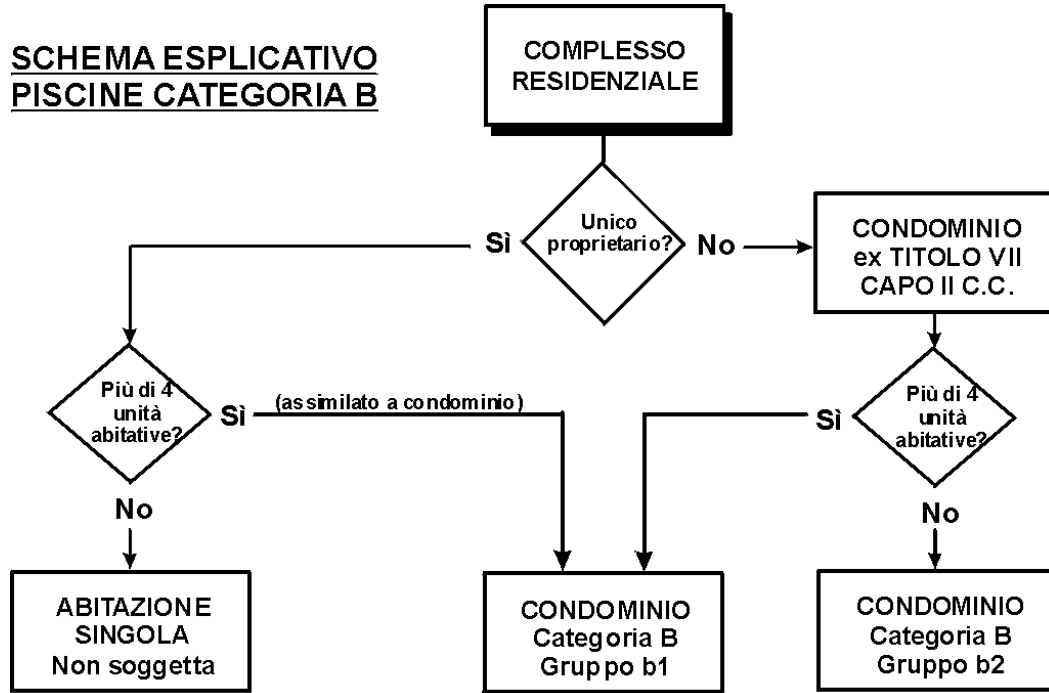 SCHEMA ESPLICATIVO
PISCINE CATEGORIA B
COMPLESSO
RESIDENZIALE
Unico
proprietario?
Sì
No
CONDOMINIO
ex TITOLO VII
CAPO II C.C.
Più di 4
unità
abitative?
Sì
(assimilato a condominio)
Sì
Più di 4
unità
abitative?
No
No
ABITAZIONE
SINGOLA
Non soggetta
CONDOMINIO
Categoria B
Gruppo b1
CONDOMINIO
Categoria B
Gruppo b2